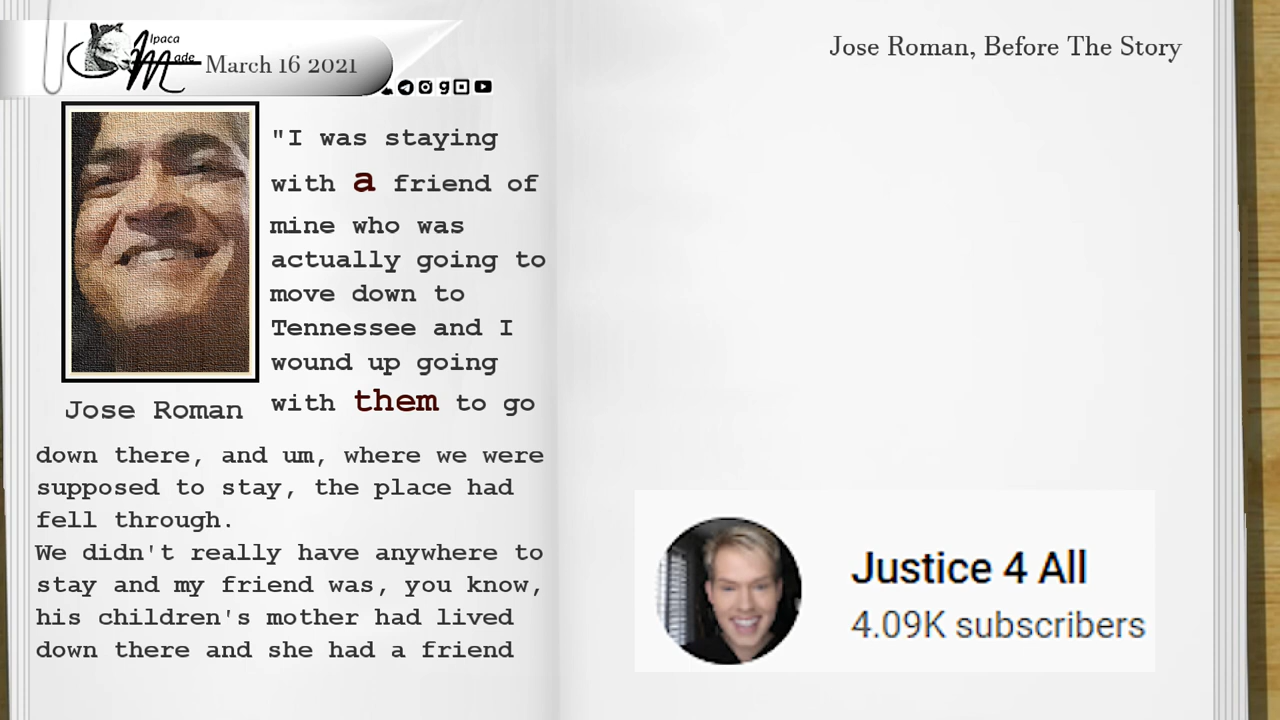 Alpaca
Made
March 16 2021
Jose Roman, Before The Story
"I was staying
with a friend of
mine who was
actually going to
move down to
Tennessee and I
wound up going
with them to go
Jose Roman
down there, and um, where we were
supposed to stay, the place had
fell through.
We didn't really have anywhere to
stay and my friend was, you know,
his children's mother had lived
down there and she had a friend
Justice 4 All
4.09K subscribers